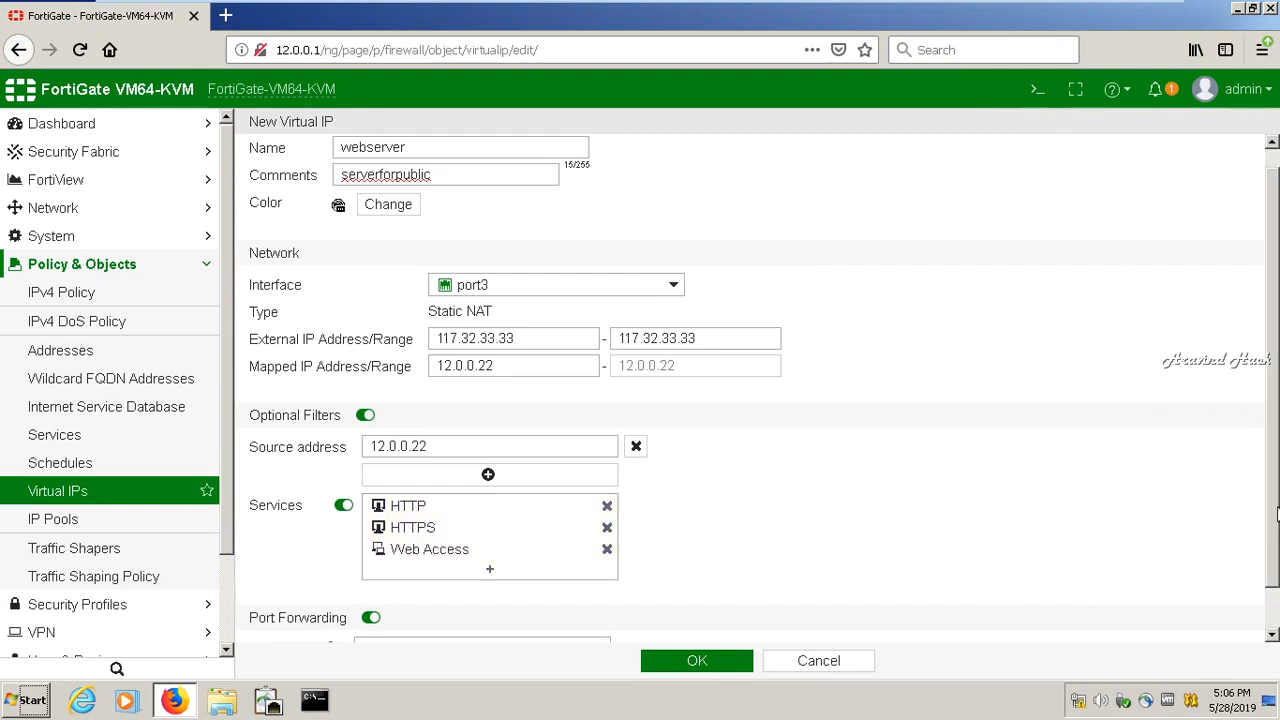 FortiGate - FortiGate-VM64-KVM
12.0.0.1/ng/page/p/firewall/object/virtualip/edit/
Search
FortiGate VM64-KVM
FortiGate-VM64-KVM
1
admin
Dashboard
Security Fabric
FortiView
Network
System
Policy & Objects
IPv4 Policy
IPv4 DoS Policy
Addresses
Wildcard FQDN Addresses
Internet Service Database
Services
Schedules
Virtual IPs
IP Pools
Traffic Shapers
Traffic Shaping Policy
Security Profiles
VPN
New Virtual IP
Name webserver
Comments serverforpublic 15/255
Color Change
Network
Interface port3
Type Static NAT
External IP Address/Range 117.32.33.33 - 117.32.33.33
Mapped IP Address/Range 12.0.0.22 - 12.0.0.22
Optional Filters
Source address 12.0.0.22
Services HTTP
HTTPS
Web Access
Port Forwarding
OK Cancel
Aravind Hack
Start
5:06 PM
5/28/2019